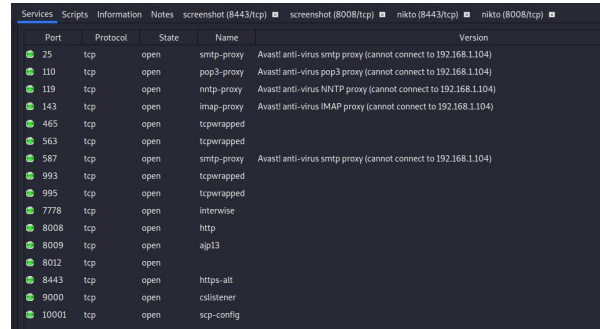 Services Scripts Information Notes screenshot (8443/tcp) screenshot (8008/tcp) nikto (8443/tcp) nikto (8008/tcp)
Port Protocol State Name Version
25 tcp open smtp-proxy Avast! anti-virus smtp proxy (cannot connect to 192.168.1.104)
110 tcp open pop3-proxy Avast! anti-virus pop3 proxy (cannot connect to 192.168.1.104)
119 tcp open nntp-proxy Avast! anti-virus NNTP proxy (cannot connect to 192.168.1.104)
143 tcp open imap-proxy Avast! anti-virus IMAP proxy (cannot connect to 192.168.1.104)
465 tcp open tcpwrapped
563 tcp open tcpwrapped
587 tcp open smtp-proxy Avast! anti-virus smtp proxy (cannot connect to 192.168.1.104)
993 tcp open tcpwrapped
995 tcp open tcpwrapped
7778 tcp open interwise
8008 tcp open http
8009 tcp open ajp13
8012 tcp open
8443 tcp open https-alt
9000 tcp open cslistener
10001 tcp open scp-config